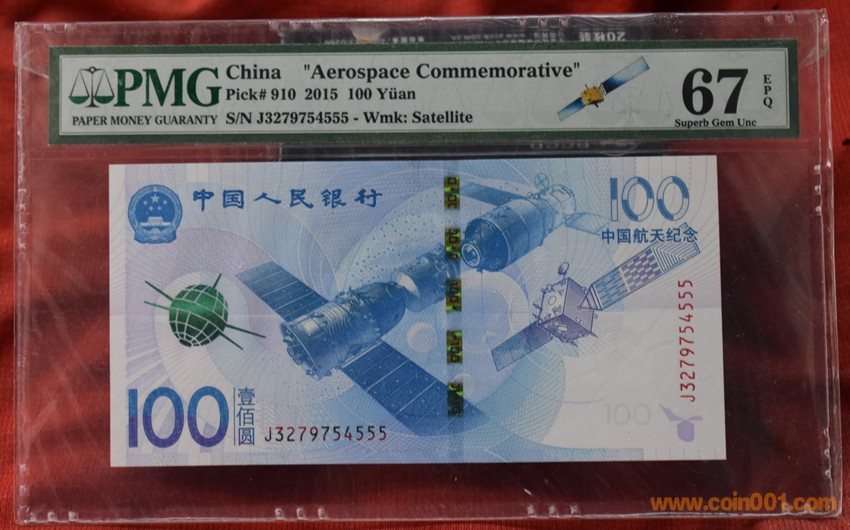 PMG
PAPER MONEY GUARANTY
China "Aerospace Commemorative"
Pick# 910 2015 100 Yüan
S/N J3279754555 - Wmk: Satellite
67
EPQ
Superb Gem Unc
中国人民银行
100
中国航天纪念
J3279754555
100
壹佰圆
J3279754555
100
www.coin001.com